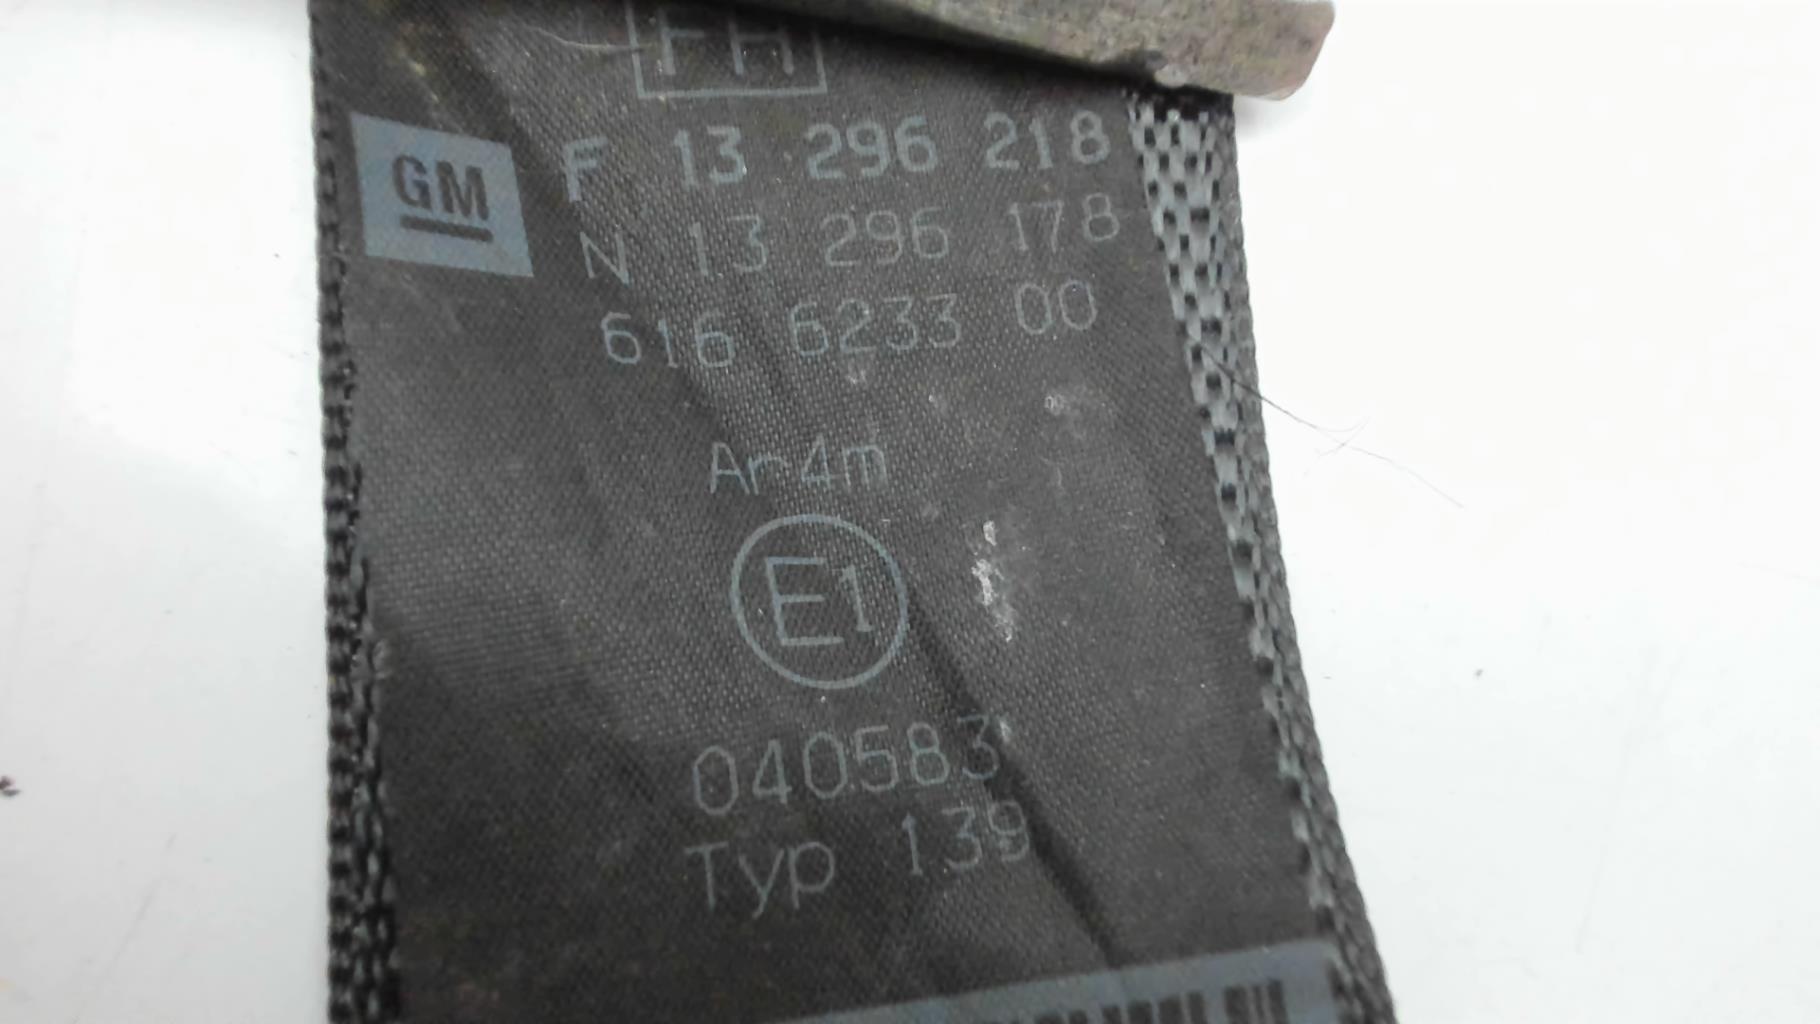 FH
GM F 13 296 218
N 13 296 178
616 6233 00
Ar4m
E1
040583
Typ 139